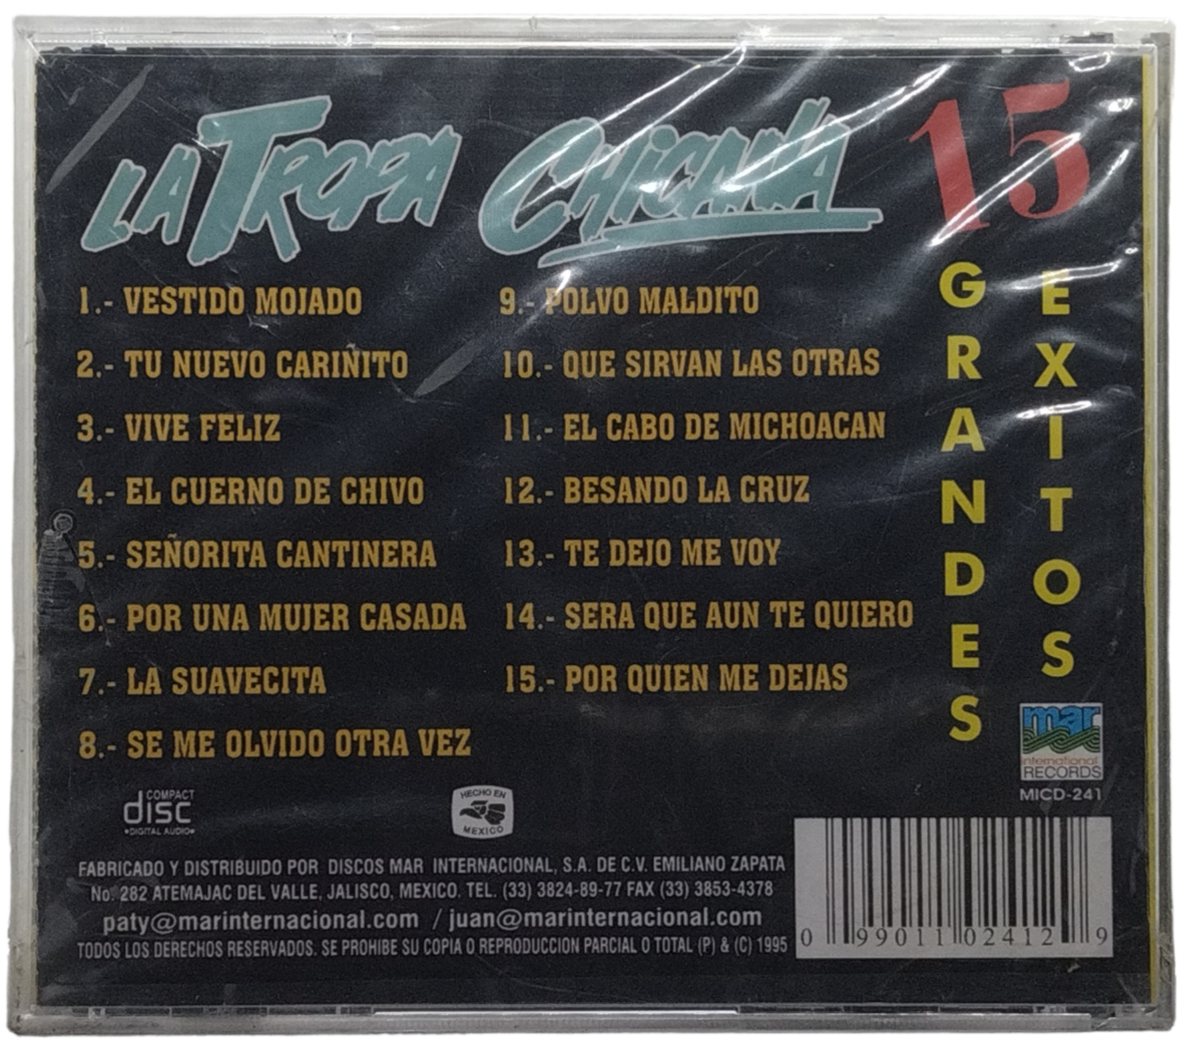 LA TROPA CHICANA
15
GRANDES
EXITOS
1.- VESTIDO MOJADO
2.- TU NUEVO CARIÑITO
3.- VIVE FELIZ
4.- EL CUERNO DE CHIVO
5.- SEÑORITA CANTINERA
6.- POR UNA MUJER CASADA
7.- LA SUAVECITA
8.- SE ME OLVIDO OTRA VEZ
9.- POLVO MALDITO
10.- QUE SIRVAN LAS OTRAS
11.- EL CABO DE MICHOACAN
12.- BESANDO LA CRUZ
13.- TE DEJO ME VOY
14.- SERA QUE AUN TE QUIERO
15.- POR QUIEN ME DEJAS
mar
international
RECORDS
MICD-241
COMPACT
disc
DIGITAL AUDIO
HECHO EN
MEXICO
FABRICADO Y DISTRIBUIDO POR DISCOS MAR INTERNACIONAL, S.A. DE C.V. EMILIANO ZAPATA
No. 282 ATEMAJAC DEL VALLE, JALISCO, MEXICO. TEL. (33) 3824-89-77 FAX (33) 3853-4378
paty@marinternacional.com / juan@marinternacional.com
TODOS LOS DERECHOS RESERVADOS. SE PROHIBE SU COPIA O REPRODUCCION PARCIAL O TOTAL (P) & (C) 1995
0 99011 02412 9